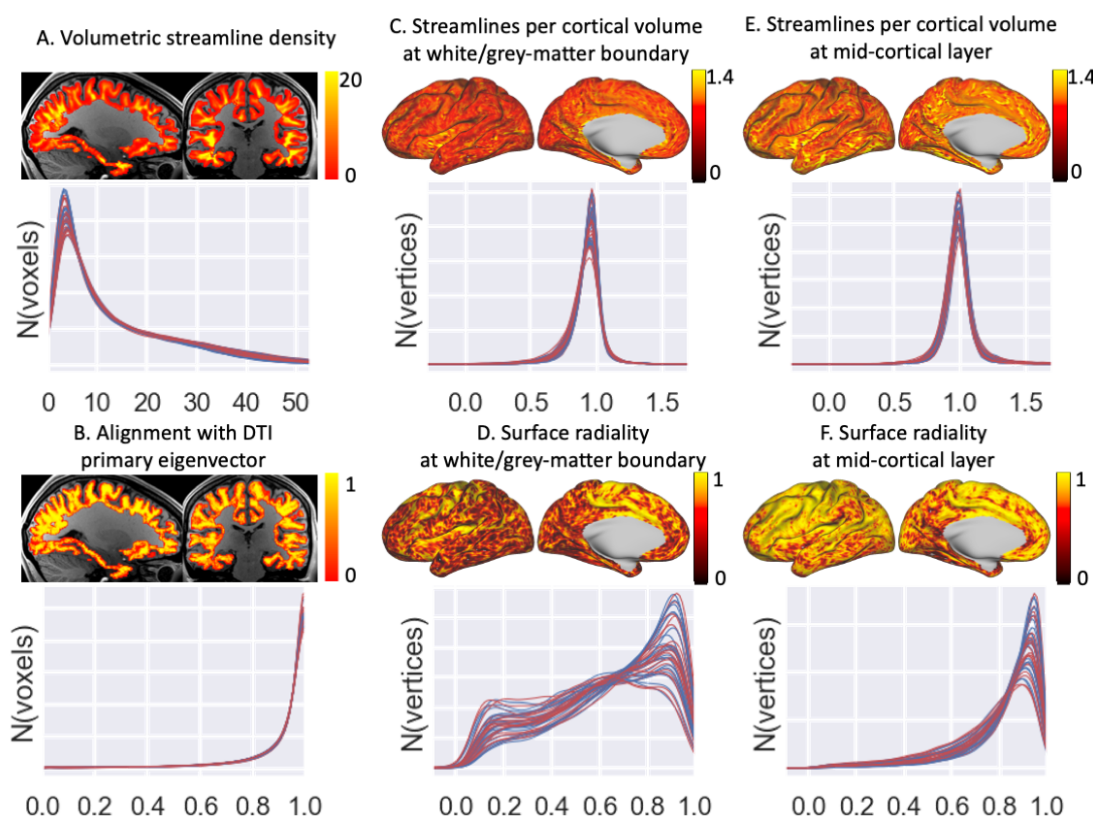 A. Volumetric streamline density
20
0
N(voxels)
0 10 20 30 40 50
B. Alignment with DTI
primary eigenvector
1
0
N(voxels)
0.0 0.2 0.4 0.6 0.8 1.0
C. Streamlines per cortical volume
at white/grey-matter boundary
1.4
0
N(vertices)
0.0 0.5 1.0 1.5
D. Surface radiality
at white/grey-matter boundary
1
0
N(vertices)
0.0 0.2 0.4 0.6 0.8 1.0
E. Streamlines per cortical volume
at mid-cortical layer
1.4
0
N(vertices)
0.0 0.5 1.0 1.5
F. Surface radiality
at mid-cortical layer
1
0
N(vertices)
0.0 0.2 0.4 0.6 0.8 1.0